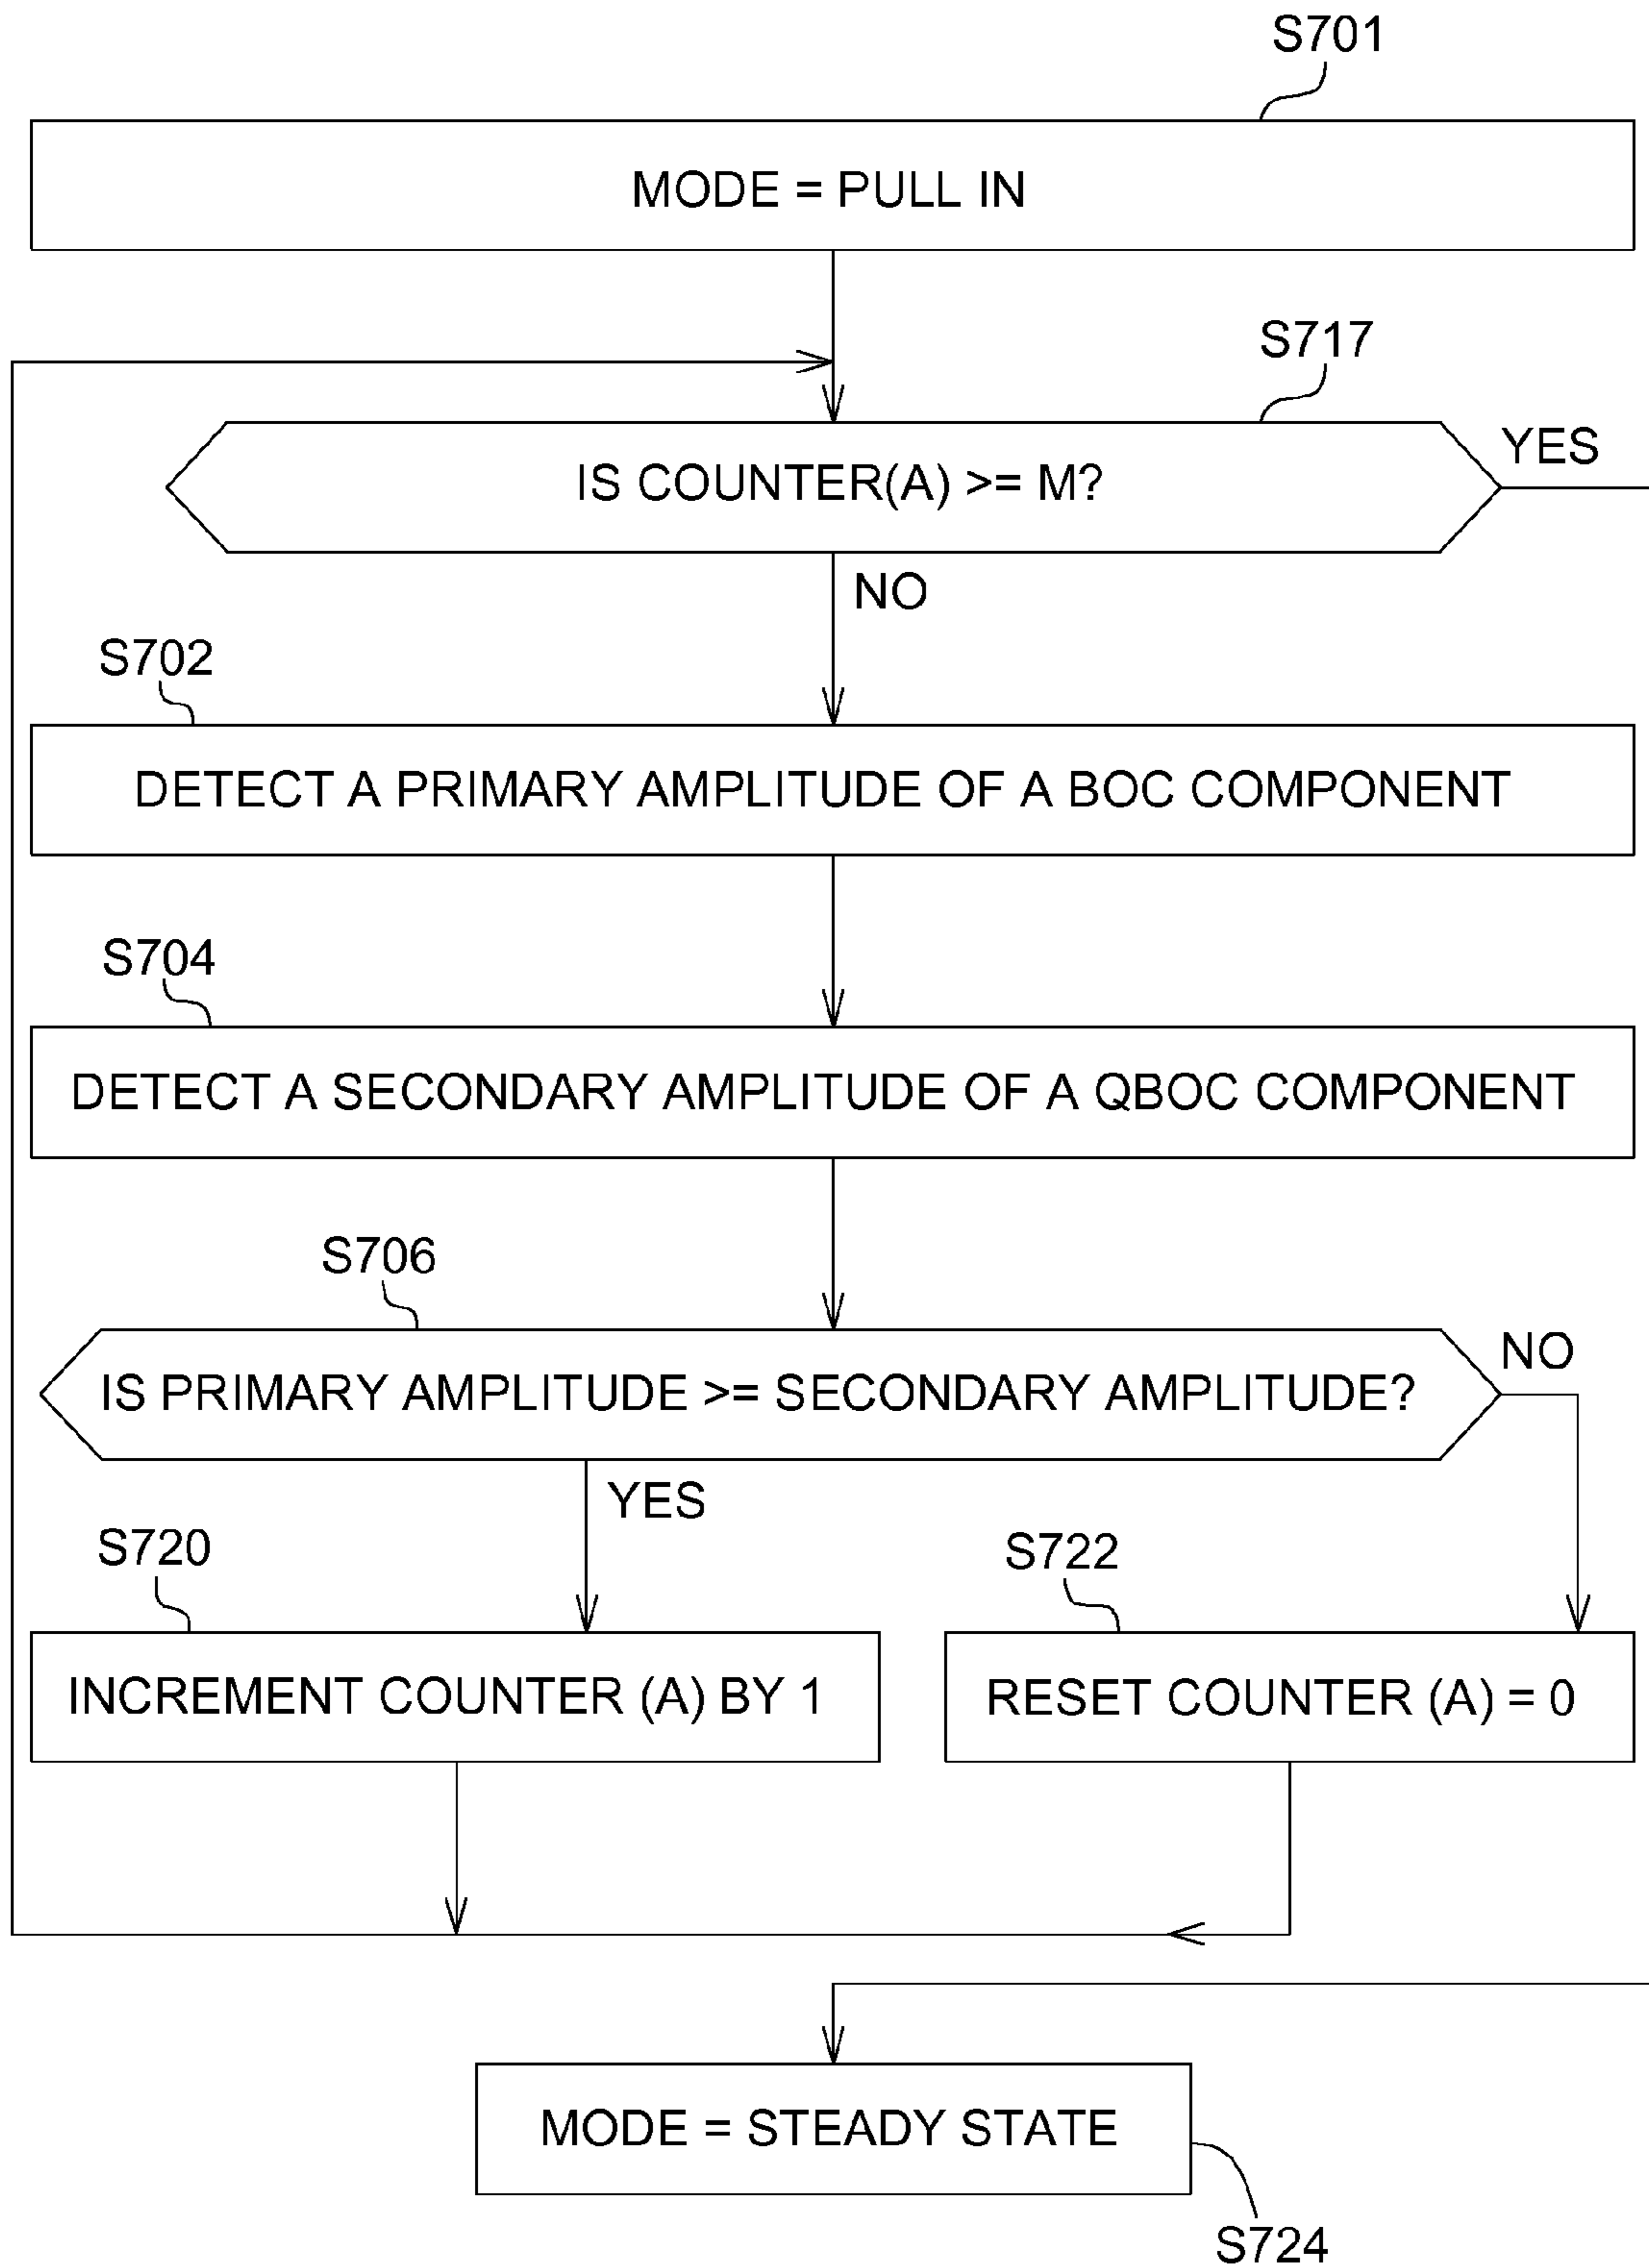 S701
MODE = PULL IN
S717
IS COUNTER(A) >= M?
YES
NO
S702
DETECT A PRIMARY AMPLITUDE OF A BOC COMPONENT
S704
DETECT A SECONDARY AMPLITUDE OF A QBOC COMPONENT
S706
IS PRIMARY AMPLITUDE >= SECONDARY AMPLITUDE?
NO
YES
S720
S722
INCREMENT COUNTER (A) BY 1
RESET COUNTER (A) = 0
MODE = STEADY STATE
S724